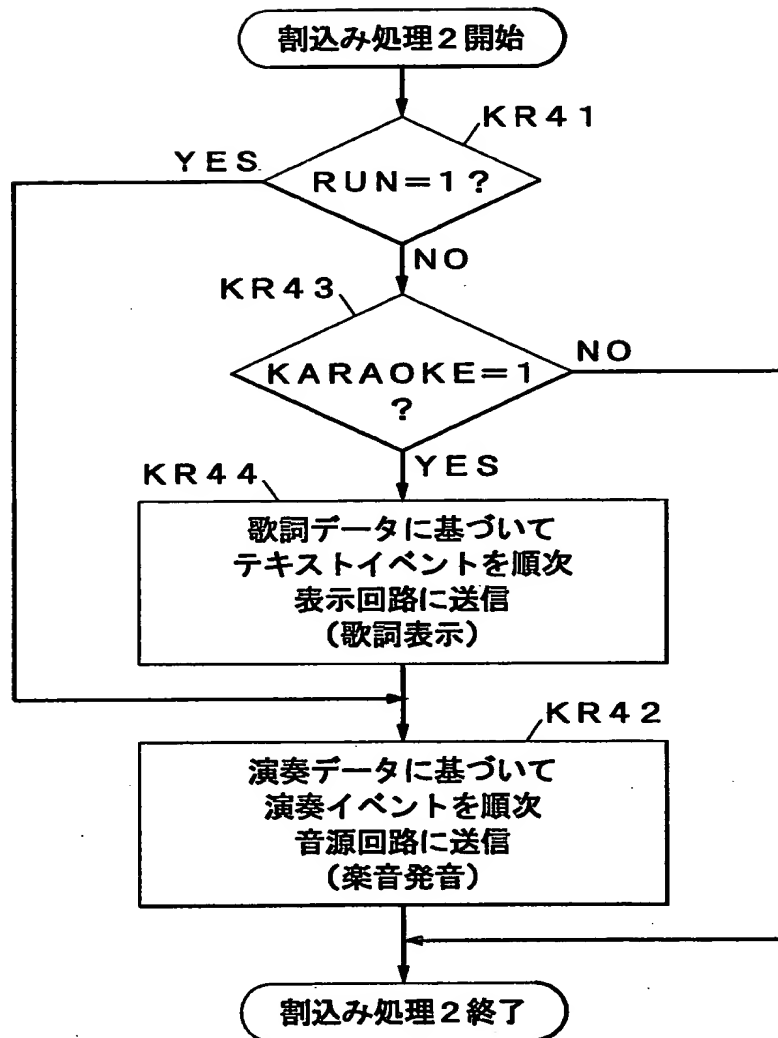 割込み処理2開始
KR41
YES
RUN=1?
NO
KR43
NO
KARAOKE=1
?
YES
KR44
歌詞データに基づいて
テキストイベントを順次
表示回路に送信
(歌詞表示)
KR42
演奏データに基づいて
演奏イベントを順次
音源回路に送信
(楽音発音)
割込み処理2終了